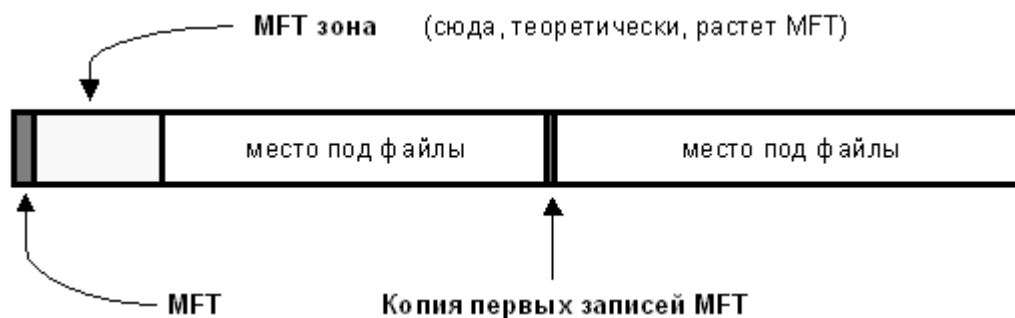 MFT зона (сюда, теоретически, растет MFT)
место под файлы место под файлы
MFT Копия первых записей MFT